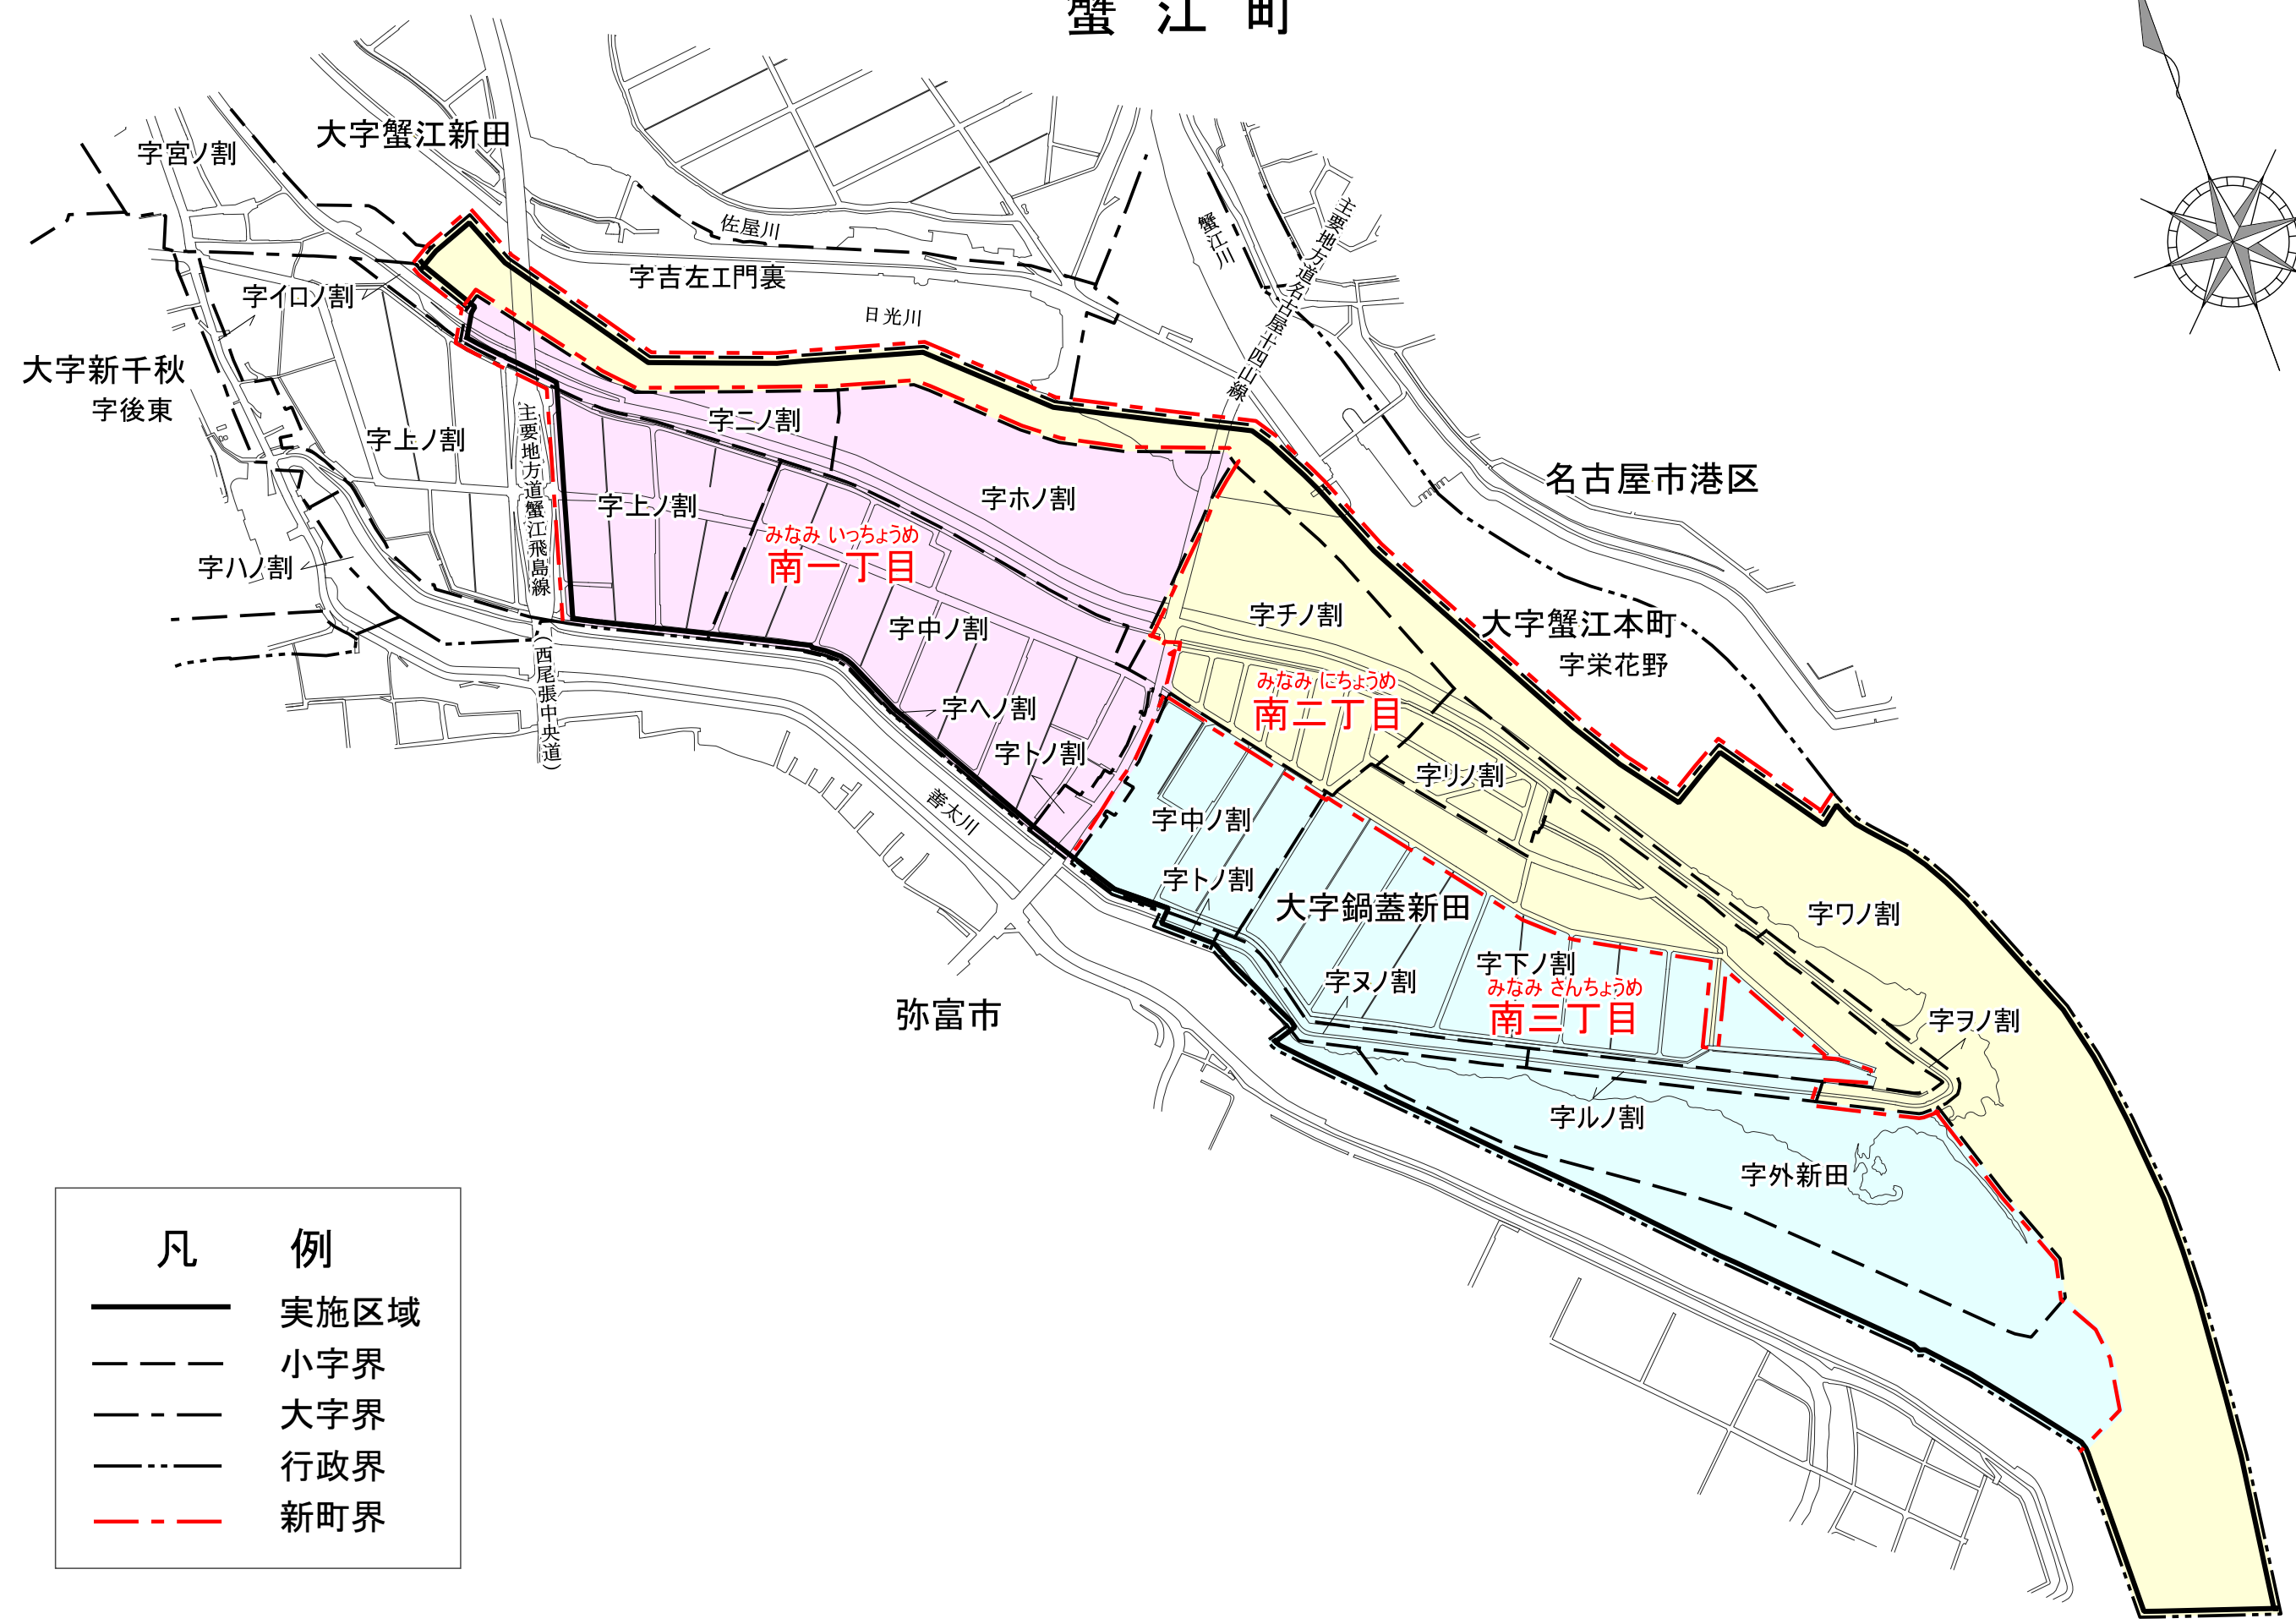 蟹江町
大字蟹江新田
字宮ノ割
佐屋川
蟹江川
主要地方道名古屋十四山線
字吉左エ門裏
字イロノ割
日光川
大字新千秋
字後東
字上ノ割
主要地方道蟹江飛島線
(西尾張中央道)
字ニノ割
字ホノ割
字上ノ割
名古屋市港区
みなみ いっちょうめ
南一丁目
字ハノ割
字中ノ割
字チノ割
大字蟹江本町
字栄花野
みなみ にちょうめ
南二丁目
字ヘノ割
字トノ割
字リノ割
善太川
字中ノ割
字トノ割
大字鍋蓋新田
字ワノ割
字下ノ割
字ヌノ割
みなみ さんちょうめ
南三丁目
弥富市
字ヲノ割
字ルノ割
字外新田
凡例
実施区域
小字界
大字界
行政界
新町界